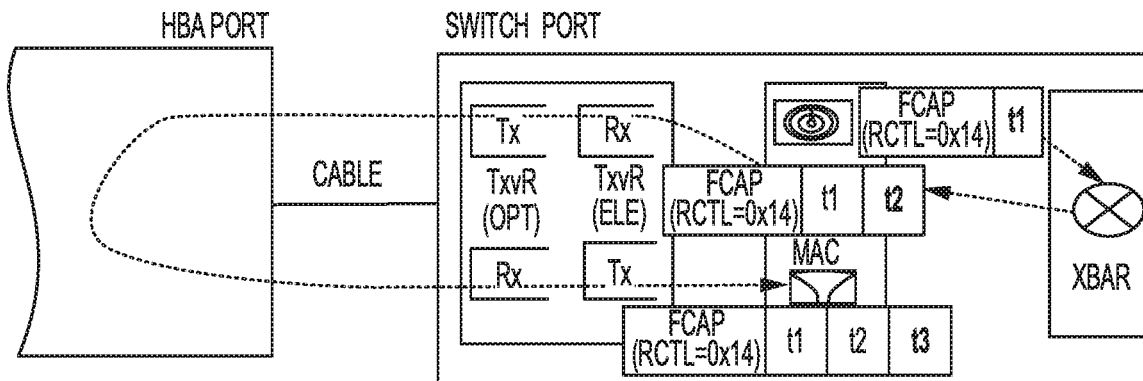 HBA PORT
SWITCH PORT
CABLE
Tx
Rx
TxvR
(OPT)
TxvR
(ELE)
Rx
Tx
FCAP
(RCTL=0x14)
t1
FCAP
(RCTL=0x14)
t1
t2
MAC
XBAR
FCAP
(RCTL=0x14)
t1
t2
t3